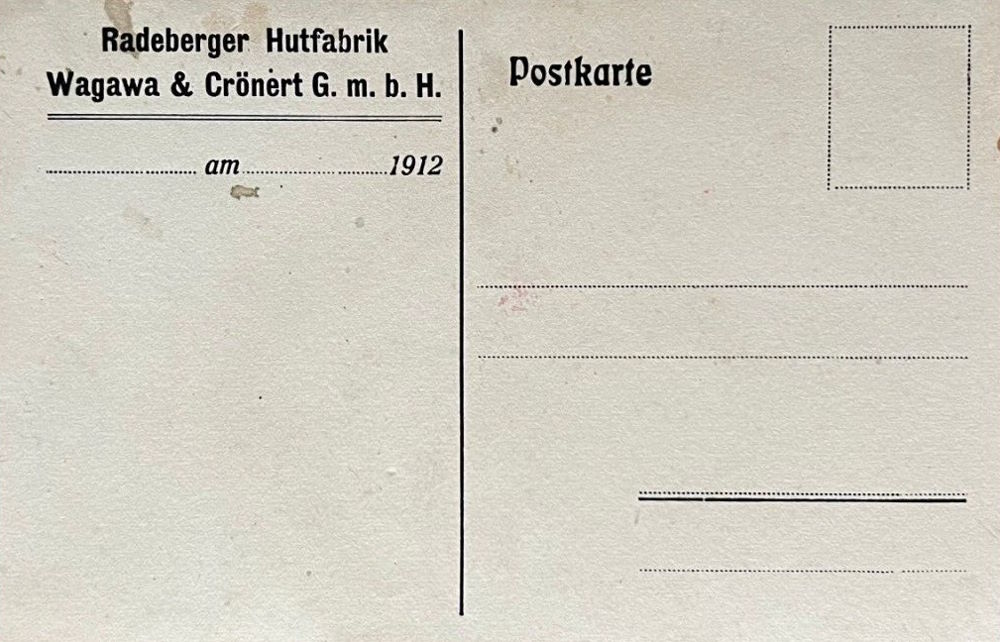 Radeberger Hutfabrik
Wagawa & Crönert G. m. b. H.
am 1912
Postkarte